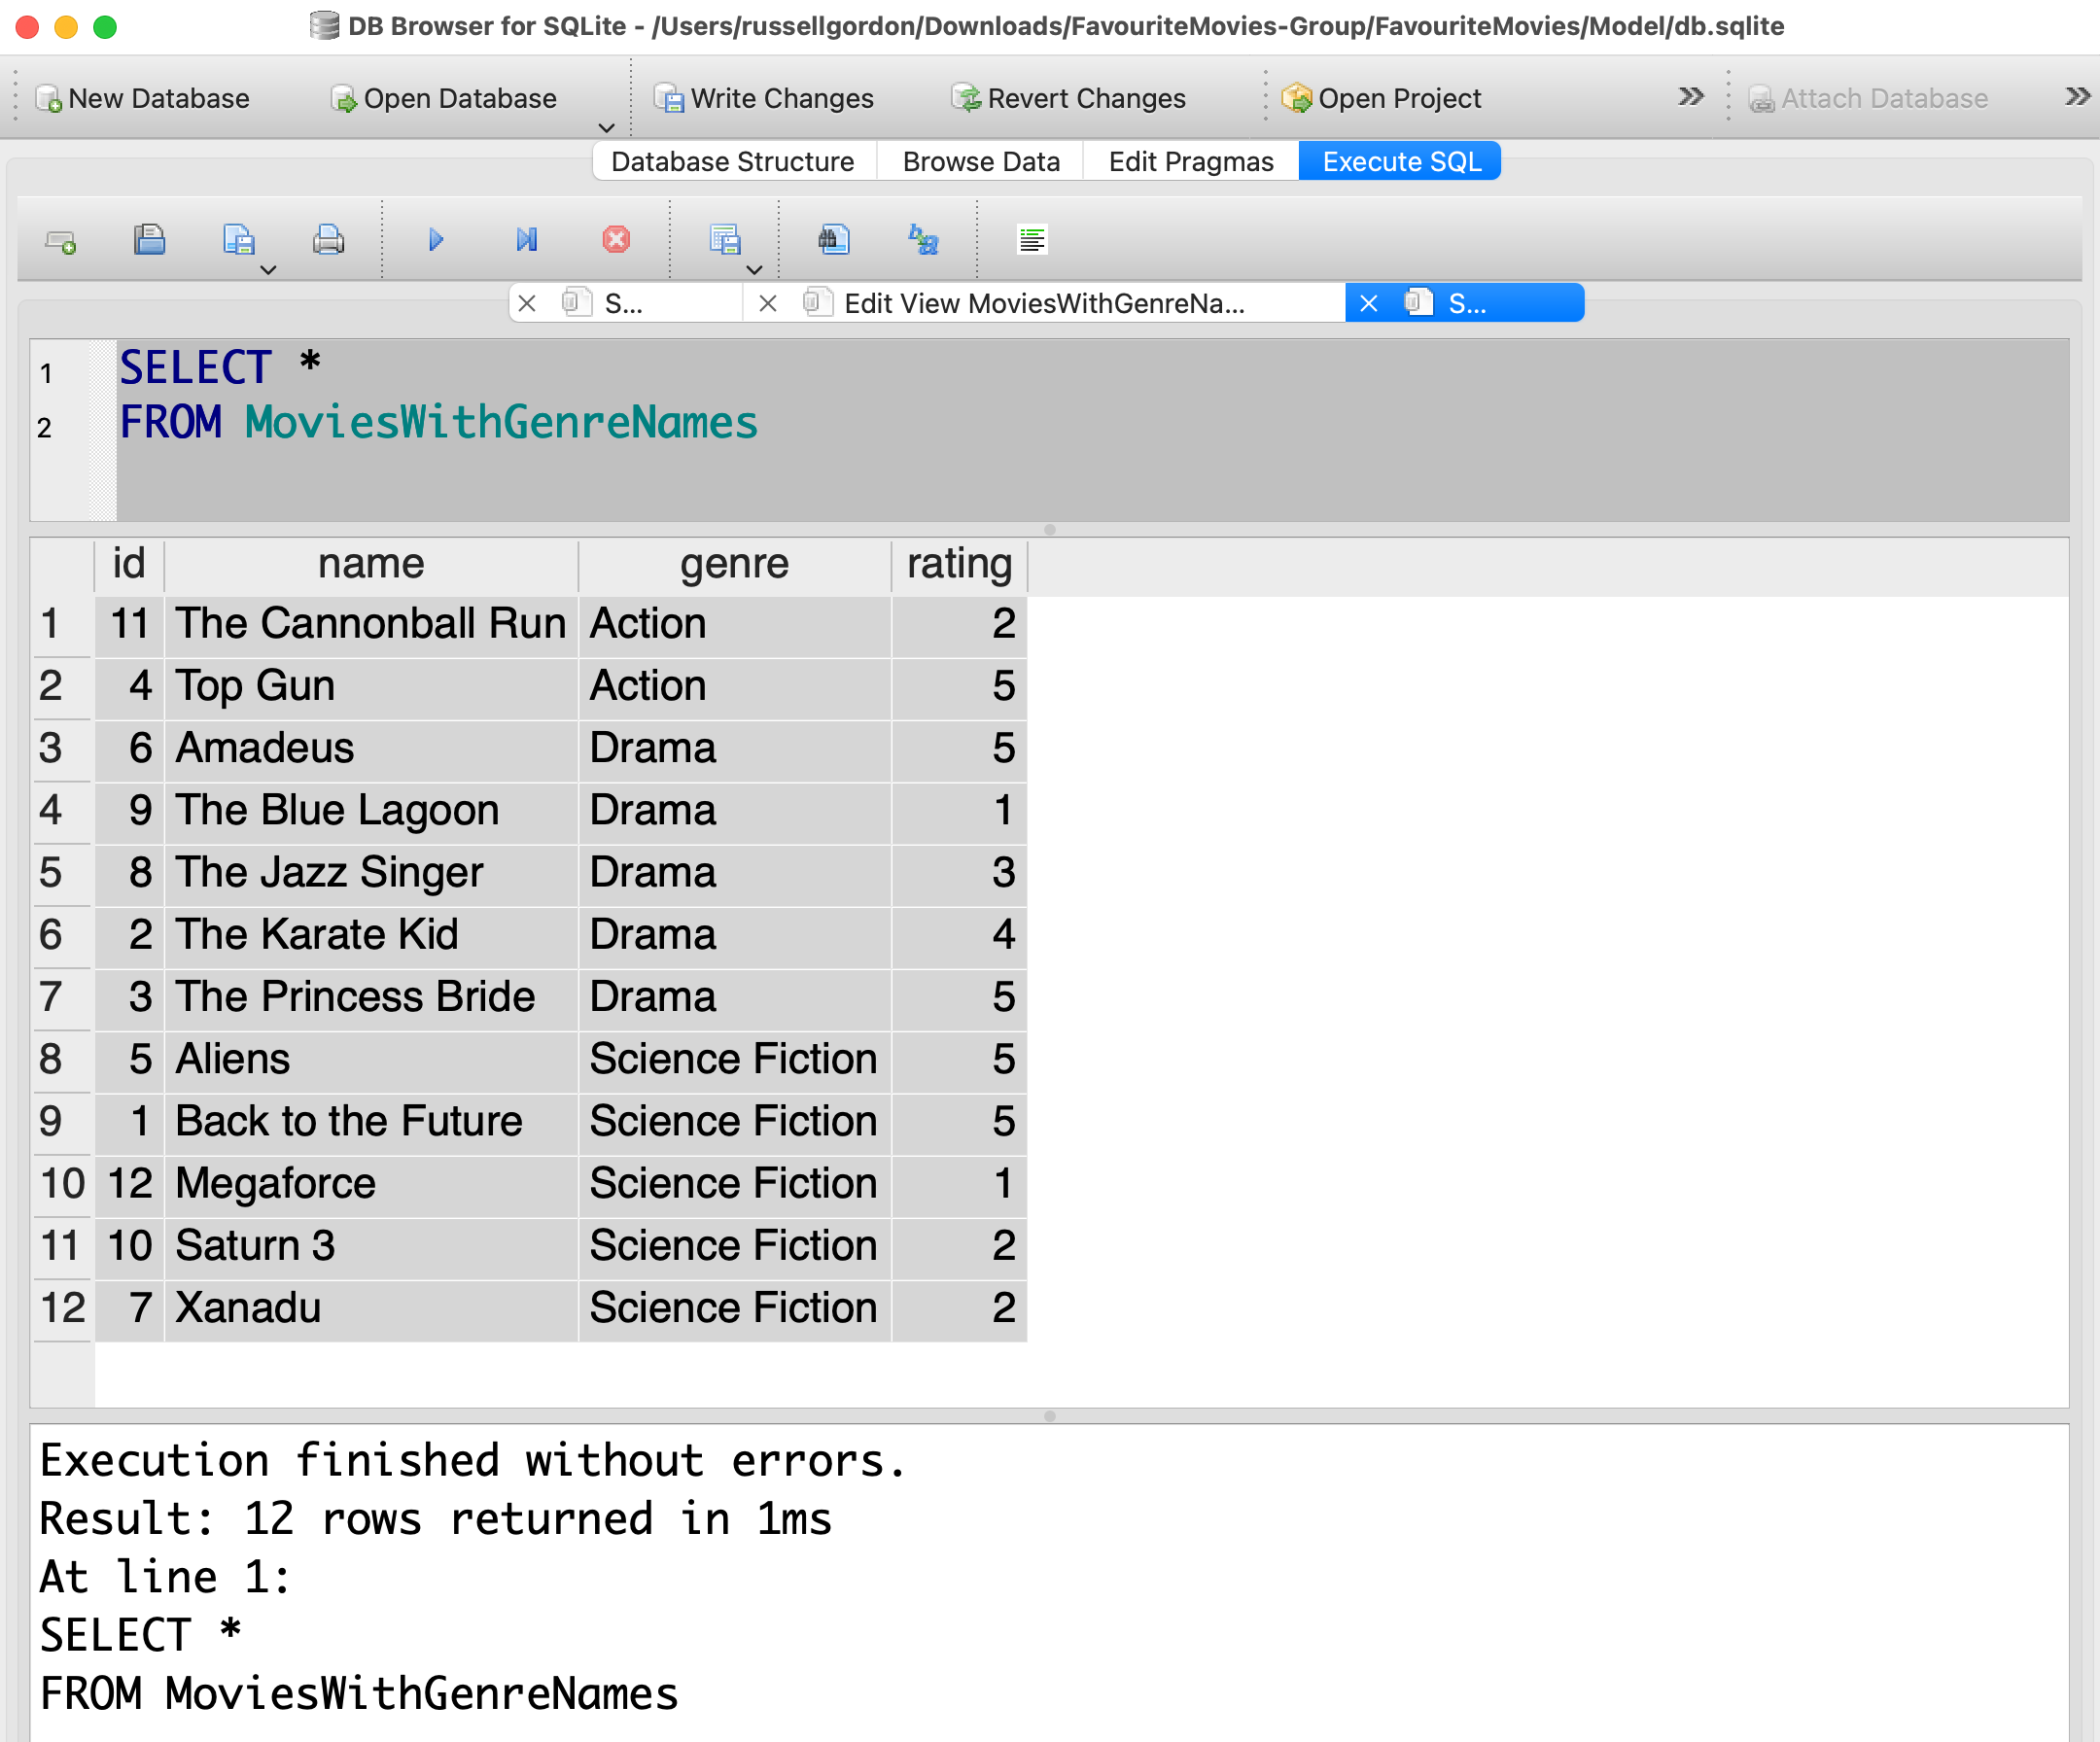 DB Browser for SQLite - /Users/russellgordon/Downloads/FavouriteMovies-Group/FavouriteMovies/Model/db.sqlite
New Database Open Database Write Changes Revert Changes Open Project Attach Database
Database Structure Browse Data Edit Pragmas Execute SQL
S... Edit View MoviesWithGenreNa... S...
1 SELECT *
2 FROM MoviesWithGenreNames
id name genre rating
1 11 The Cannonball Run Action 2
2 4 Top Gun Action 5
3 6 Amadeus Drama 5
4 9 The Blue Lagoon Drama 1
5 8 The Jazz Singer Drama 3
6 2 The Karate Kid Drama 4
7 3 The Princess Bride Drama 5
8 5 Aliens Science Fiction 5
9 1 Back to the Future Science Fiction 5
10 12 Megaforce Science Fiction 1
11 10 Saturn 3 Science Fiction 2
12 7 Xanadu Science Fiction 2
Execution finished without errors.
Result: 12 rows returned in 1ms
At line 1:
SELECT *
FROM MoviesWithGenreNames